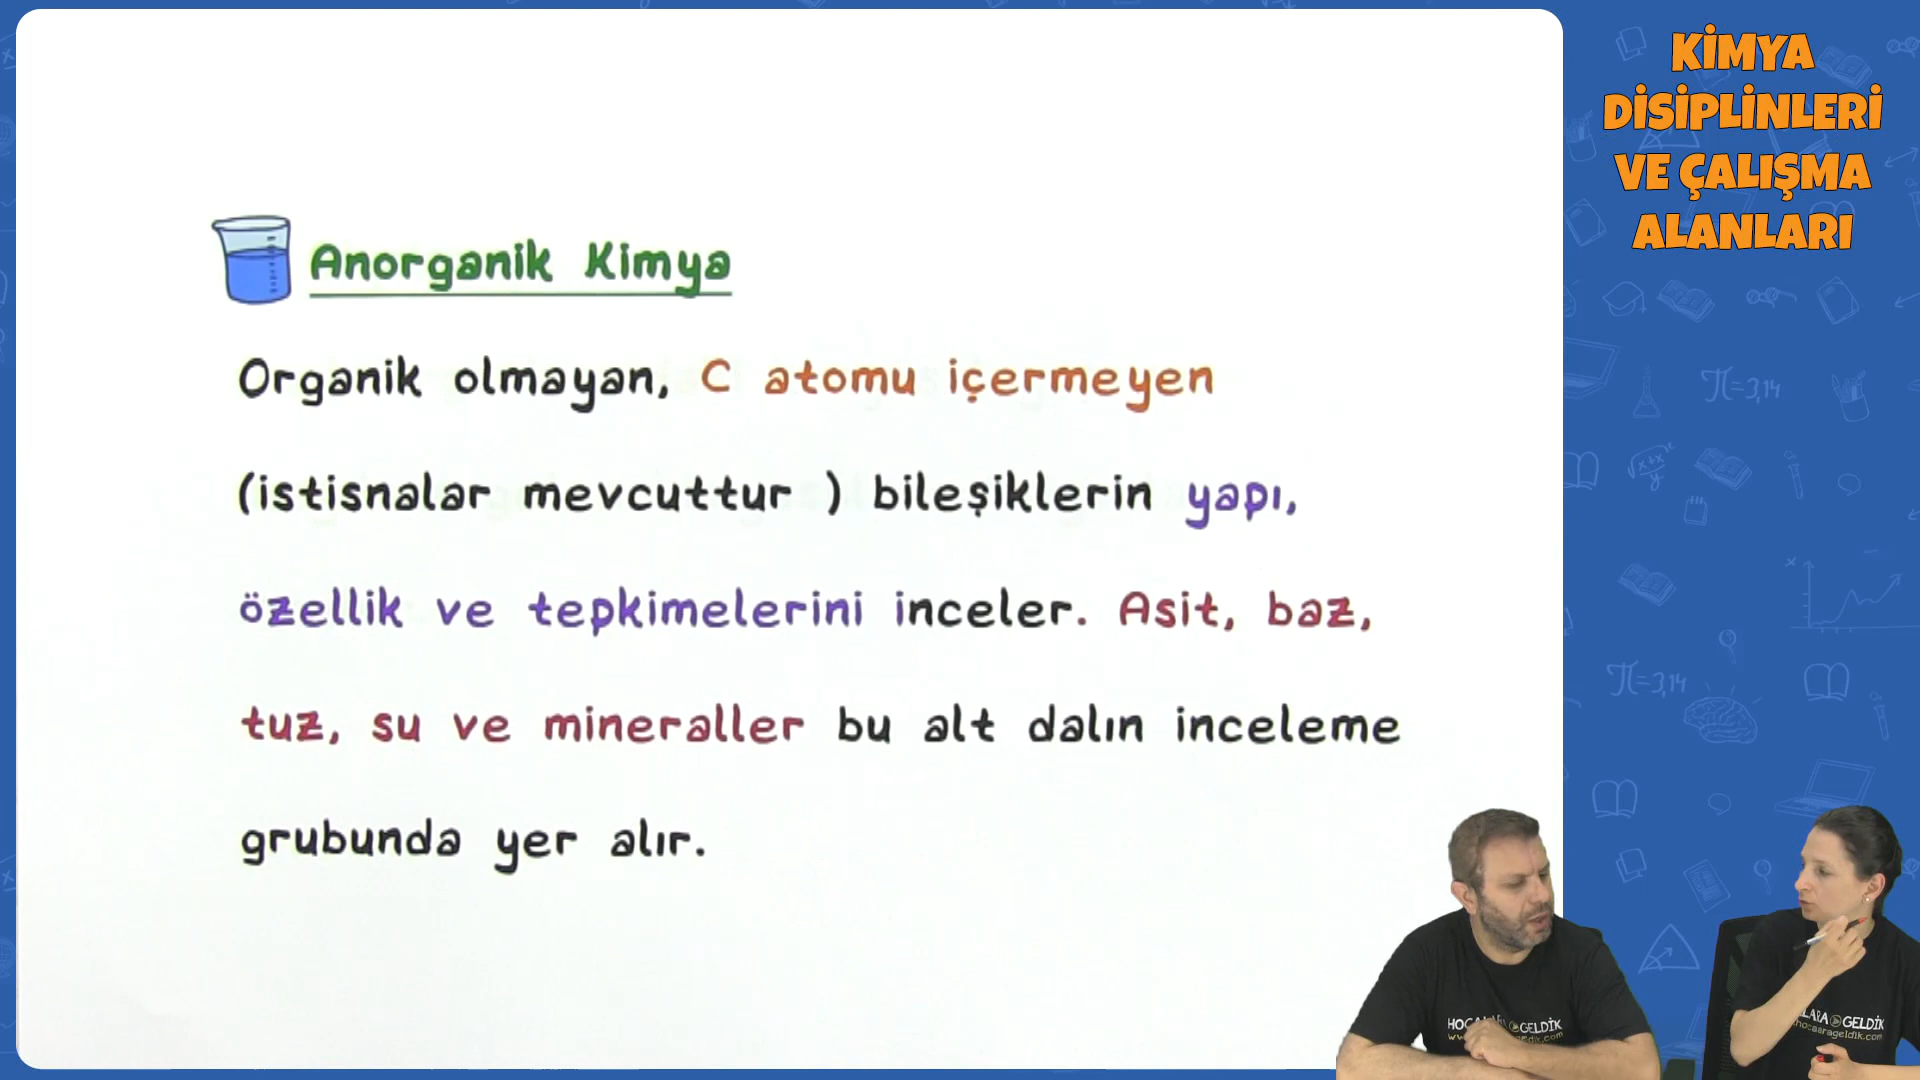 KİMYA
DİSİPLİNLERİ
VE ÇALIŞMA
ALANLARI
Anorganik Kimya
Organik olmayan, C atomu içermeyen
(istisnalar mevcuttur ) bileşiklerin yapı,
özellik ve tepkimelerini inceler. Asit, baz,
tuz, su ve mineraller bu alt dalın inceleme
grubunda yer alır.
π=3,14
π=3,14
GELDİK
GELDİK
hocalarageldik.com